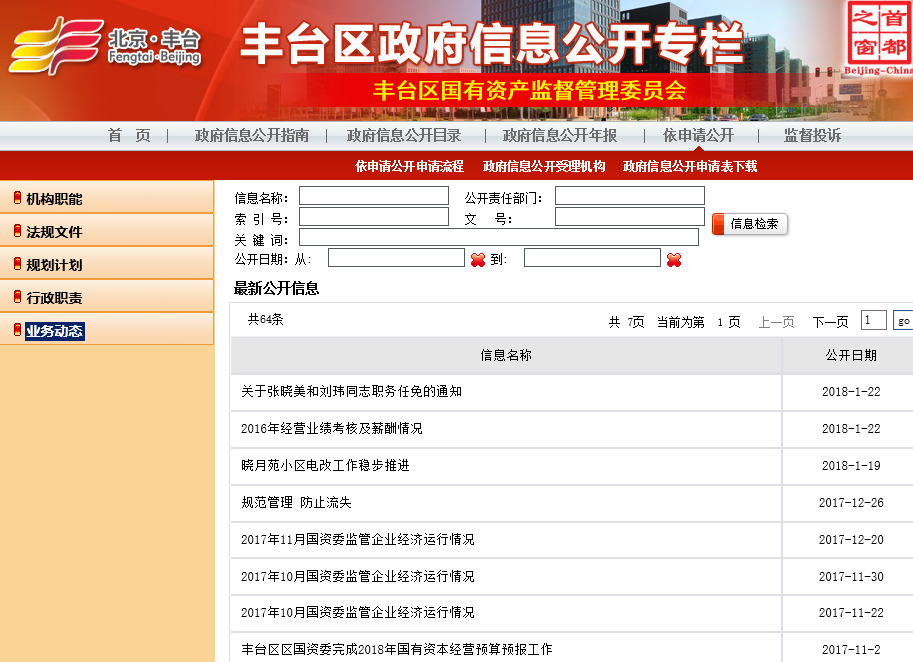 北京·丰台
Fengtai·Beijing
丰台区政府信息公开专栏
丰台区国有资产监督管理委员会
首都之窗
Beijing-China
首 页 | 政府信息公开指南 | 政府信息公开目录 | 政府信息公开年报 | 依申请公开 | 监督投诉
依申请公开申请流程 政府信息公开受理机构 政府信息公开申请表下载
机构职能
法规文件
规划计划
行政职责
业务动态
信息名称： 公开责任部门：
索 引 号： 文 号：
信息检索
关 键 词：
公开日期：从： 到：
最新公开信息
共64条 共 7页 当前为第 1 页 上一页 下一页 1 go
信息名称 公开日期
关于张晓美和刘玮同志职务任免的通知 2018-1-22
2016年经营业绩考核及薪酬情况 2018-1-22
晓月苑小区电改工作稳步推进 2018-1-19
规范管理 防止流失 2017-12-26
2017年11月国资委监管企业经济运行情况 2017-12-20
2017年10月国资委监管企业经济运行情况 2017-11-30
2017年10月国资委监管企业经济运行情况 2017-11-22
丰台区区国资委完成2018年国有资本经营预算预报工作 2017-11-2